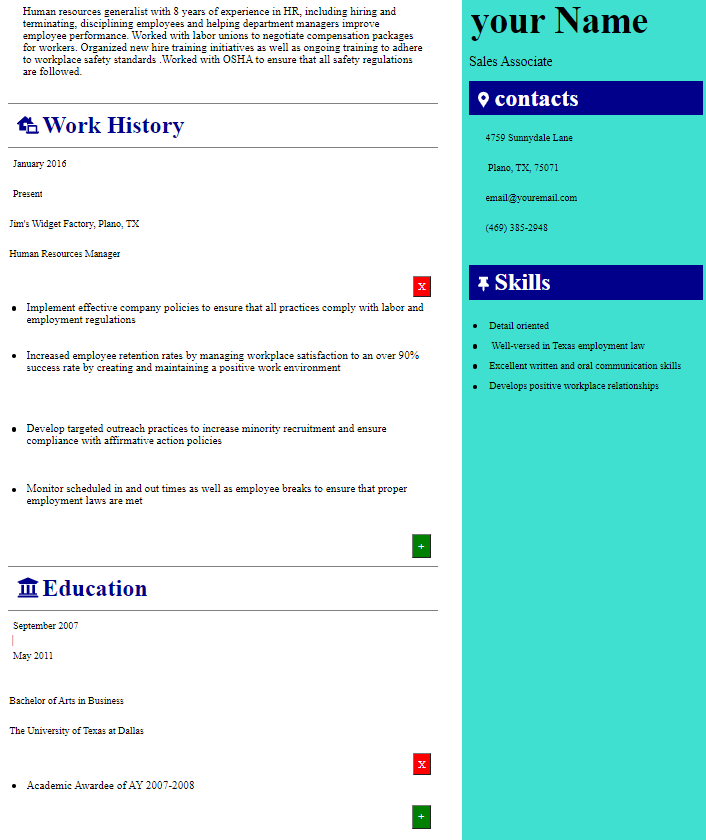 Human resources generalist with 8 years of experience in HR, including hiring and
terminating, disciplining employees and helping department managers improve
employee performance. Worked with labor unions to negotiate compensation packages
for workers. Organized new hire training initiatives as well as ongoing training to adhere
to workplace safety standards .Worked with OSHA to ensure that all safety regulations
are followed.
Work History
January 2016
Present
Jim's Widget Factory, Plano, TX
Human Resources Manager
X
Implement effective company policies to ensure that all practices comply with labor and
employment regulations
Increased employee retention rates by managing workplace satisfaction to an over 90%
success rate by creating and maintaining a positive work environment
Develop targeted outreach practices to increase minority recruitment and ensure
compliance with affirmative action policies
Monitor scheduled in and out times as well as employee breaks to ensure that proper
employment laws are met
+
Education
September 2007
|
May 2011
Bachelor of Arts in Business
The University of Texas at Dallas
X
Academic Awardee of AY 2007-2008
+
your Name
Sales Associate
contacts
4759 Sunnydale Lane
Plano, TX, 75071
email@youremail.com
(469) 385-2948
Skills
Detail oriented
Well-versed in Texas employment law
Excellent written and oral communication skills
Develops positive workplace relationships